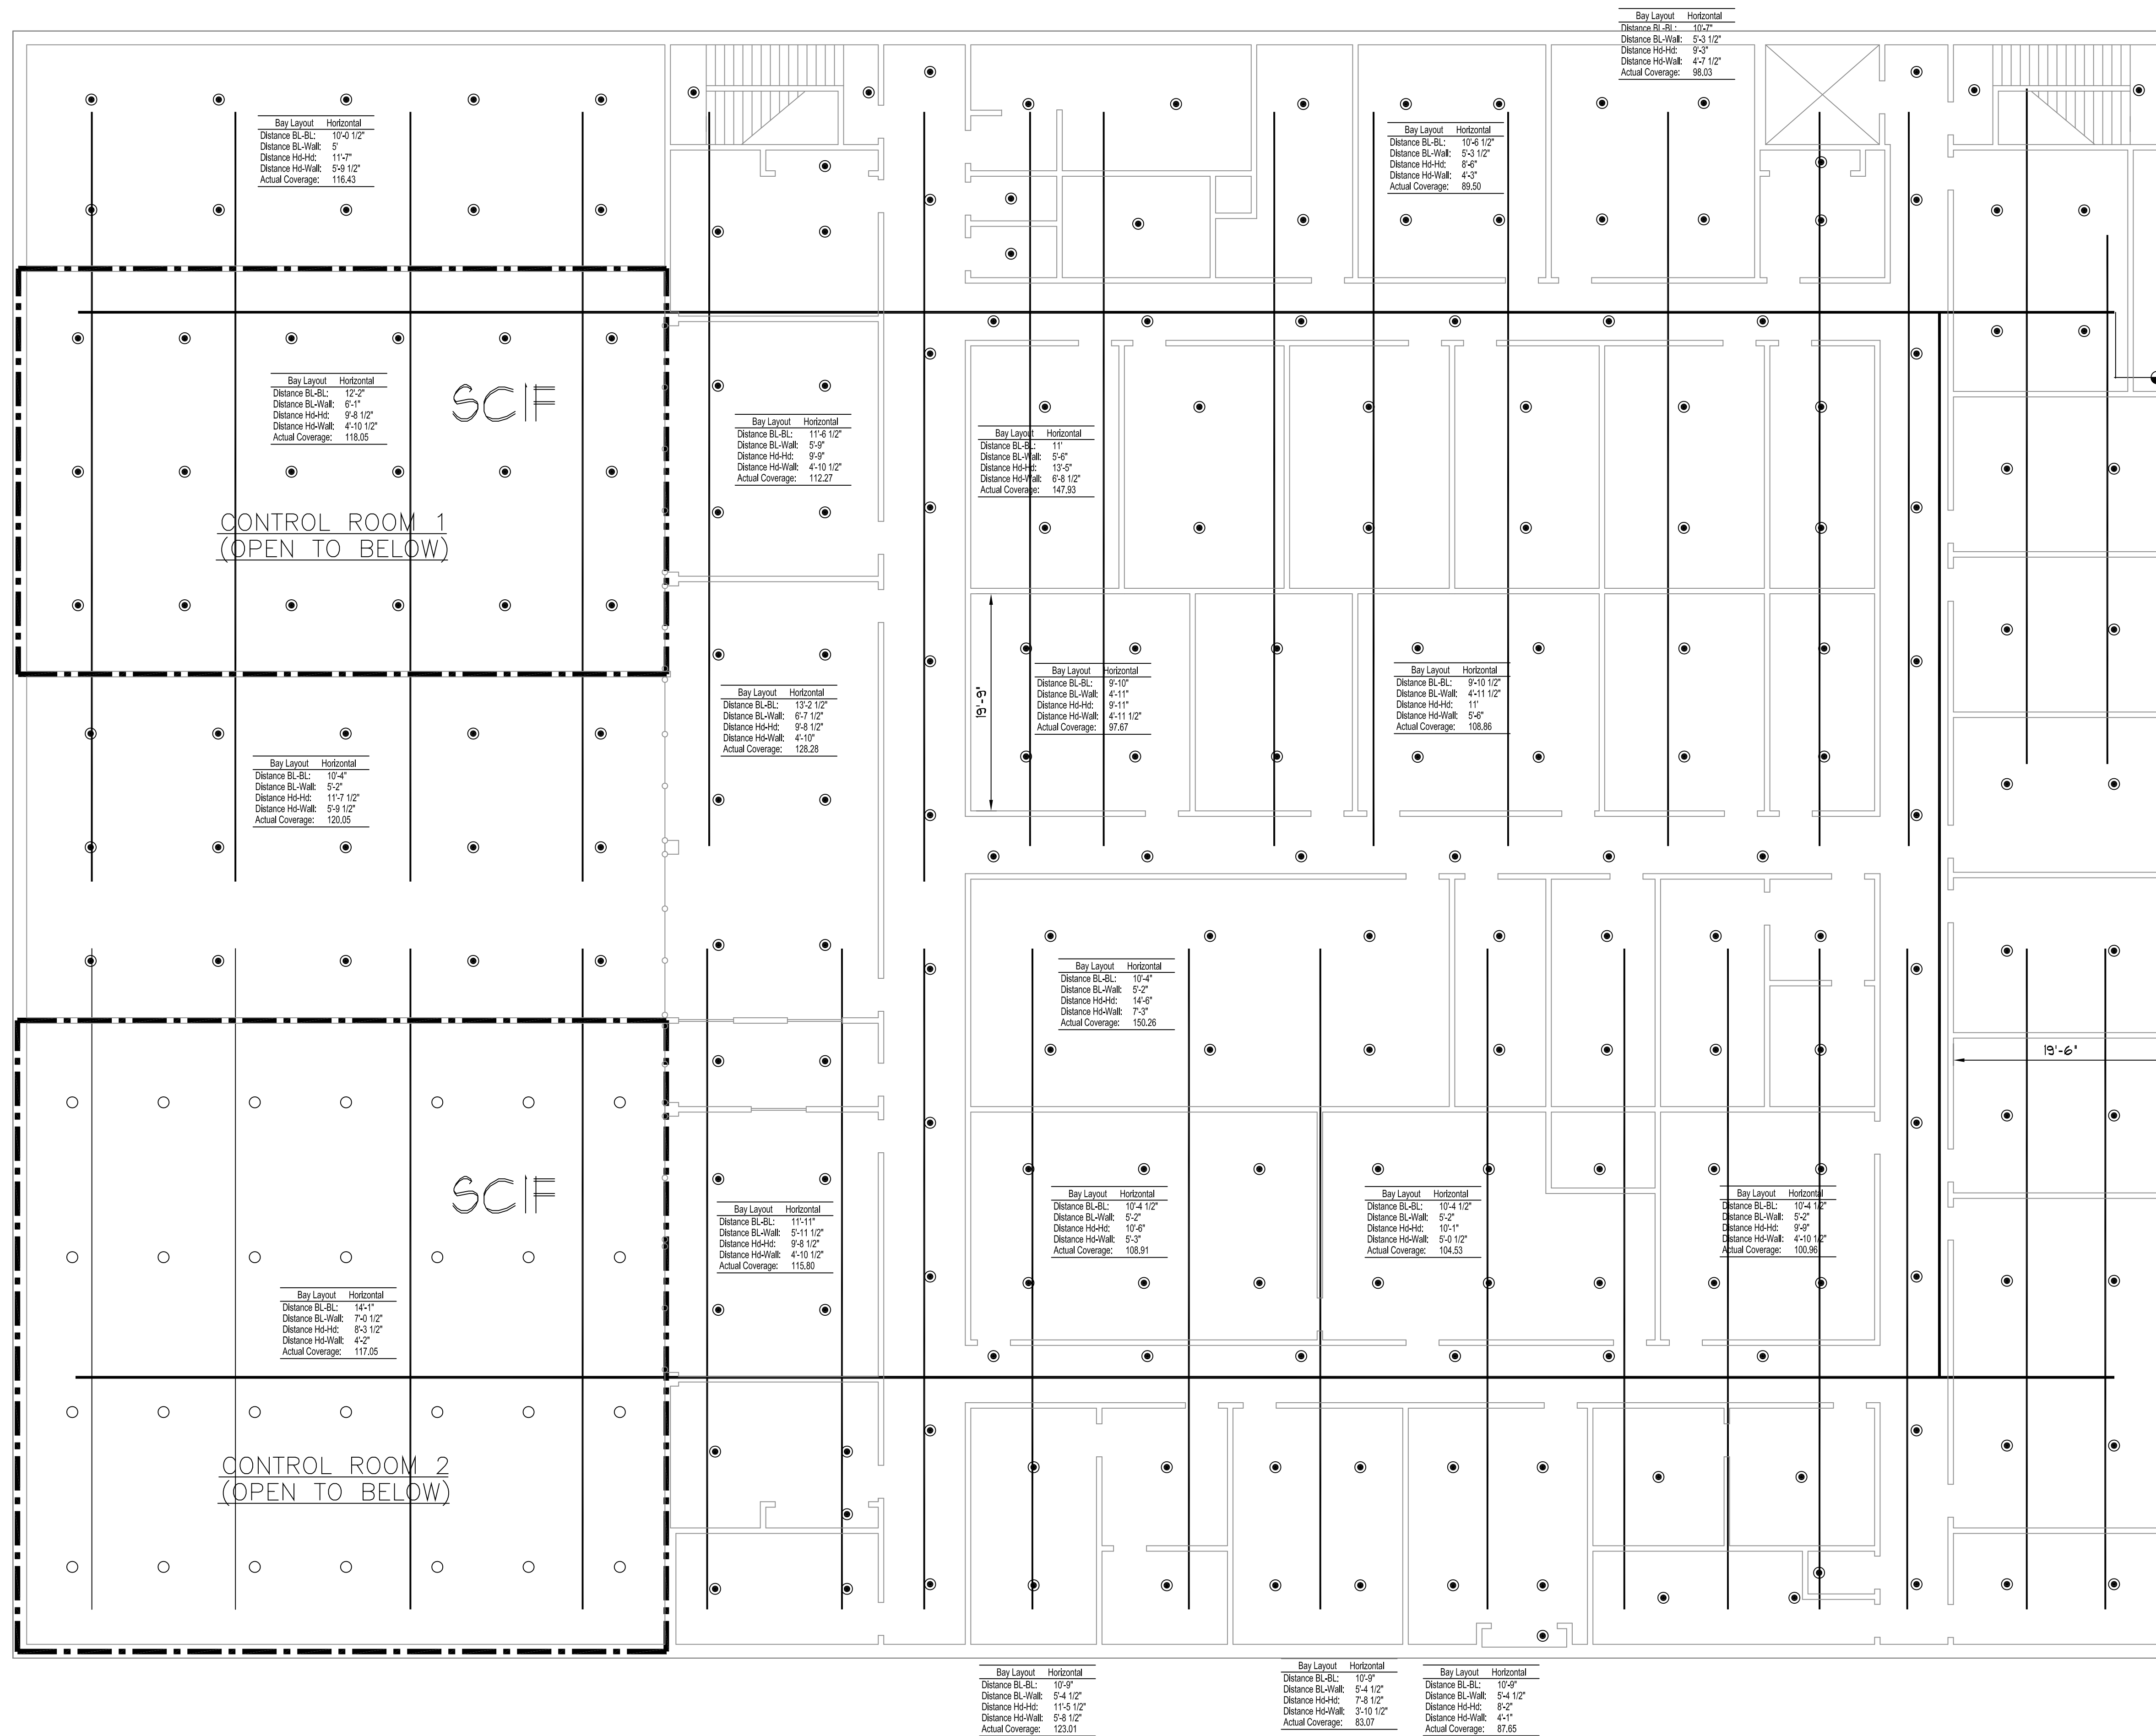 Bay Layout Horizontal
Distance BL-BL: 10'-7"
Distance BL-Wall: 5'-3 1/2"
Distance Hd-Hd: 9'-3"
Distance Hd-Wall: 4'-7 1/2"
Actual Coverage: 98.03
Bay Layout Horizontal
Distance BL-BL: 10'-0 1/2"
Distance BL-Wall: 5'
Distance Hd-Hd: 11'-7"
Distance Hd-Wall: 5'-9 1/2"
Actual Coverage: 116.43
Bay Layout Horizontal
Distance BL-BL: 10'-6 1/2"
Distance BL-Wall: 5'-3 1/2"
Distance Hd-Hd: 8'-6"
Distance Hd-Wall: 4'-3"
Actual Coverage: 89.50
Bay Layout Horizontal
Distance BL-BL: 12'-2"
Distance BL-Wall: 6'-1"
Distance Hd-Hd: 9'-8 1/2"
Distance Hd-Wall: 4'-10 1/2"
Actual Coverage: 118.05
SCIF
CONTROL ROOM 1
(OPEN TO BELOW)
Bay Layout Horizontal
Distance BL-BL: 11'-6 1/2"
Distance BL-Wall: 5'-9"
Distance Hd-Hd: 9'-9"
Distance Hd-Wall: 4'-10 1/2"
Actual Coverage: 112.27
Bay Layout Horizontal
Distance BL-BL: 11'
Distance BL-Wall: 5'-6"
Distance Hd-Hd: 13'-5"
Distance Hd-Wall: 6'-8 1/2"
Actual Coverage: 147.93
19'-9"
Bay Layout Horizontal
Distance BL-BL: 13'-2 1/2"
Distance BL-Wall: 6'-7 1/2"
Distance Hd-Hd: 9'-8 1/2"
Distance Hd-Wall: 4'-10"
Actual Coverage: 128.28
Bay Layout Horizontal
Distance BL-BL: 9'-10"
Distance BL-Wall: 4'-11"
Distance Hd-Hd: 9'-11"
Distance Hd-Wall: 4'-11 1/2"
Actual Coverage: 97.67
Bay Layout Horizontal
Distance BL-BL: 9'-10 1/2"
Distance BL-Wall: 4'-11 1/2"
Distance Hd-Hd: 11'
Distance Hd-Wall: 5'-6"
Actual Coverage: 108.86
Bay Layout Horizontal
Distance BL-BL: 10'-4"
Distance BL-Wall: 5'-2"
Distance Hd-Hd: 11'-7 1/2"
Distance Hd-Wall: 5'-9 1/2"
Actual Coverage: 120.05
Bay Layout Horizontal
Distance BL-BL: 10'-4"
Distance BL-Wall: 5'-2"
Distance Hd-Hd: 14'-6"
Distance Hd-Wall: 7'-3"
Actual Coverage: 150.26
19'-6"
SCIF
Bay Layout Horizontal
Distance BL-BL: 11'-11"
Distance BL-Wall: 5'-11 1/2"
Distance Hd-Hd: 9'-8 1/2"
Distance Hd-Wall: 4'-10 1/2"
Actual Coverage: 115.80
Bay Layout Horizontal
Distance BL-BL: 10'-4 1/2"
Distance BL-Wall: 5'-2"
Distance Hd-Hd: 10'-6"
Distance Hd-Wall: 5'-3"
Actual Coverage: 108.91
Bay Layout Horizontal
Distance BL-BL: 10'-4 1/2"
Distance BL-Wall: 5'-2"
Distance Hd-Hd: 10'-1"
Distance Hd-Wall: 5'-0 1/2"
Actual Coverage: 104.53
Bay Layout Horizontal
Distance BL-BL: 10'-4 1/2"
Distance BL-Wall: 5'-2"
Distance Hd-Hd: 9'-9"
Distance Hd-Wall: 4'-10 1/2"
Actual Coverage: 100.96
Bay Layout Horizontal
Distance BL-BL: 14'-1"
Distance BL-Wall: 7'-0 1/2"
Distance Hd-Hd: 8'-3 1/2"
Distance Hd-Wall: 4'-2"
Actual Coverage: 117.05
CONTROL ROOM 2
(OPEN TO BELOW)
Bay Layout Horizontal
Distance BL-BL: 10'-9"
Distance BL-Wall: 5'-4 1/2"
Distance Hd-Hd: 11'-5 1/2"
Distance Hd-Wall: 5'-8 1/2"
Actual Coverage: 123.01
Bay Layout Horizontal
Distance BL-BL: 10'-9"
Distance BL-Wall: 5'-4 1/2"
Distance Hd-Hd: 7'-8 1/2"
Distance Hd-Wall: 3'-10 1/2"
Actual Coverage: 83.07
Bay Layout Horizontal
Distance BL-BL: 10'-9"
Distance BL-Wall: 5'-4 1/2"
Distance Hd-Hd: 8'-2"
Distance Hd-Wall: 4'-1"
Actual Coverage: 87.65